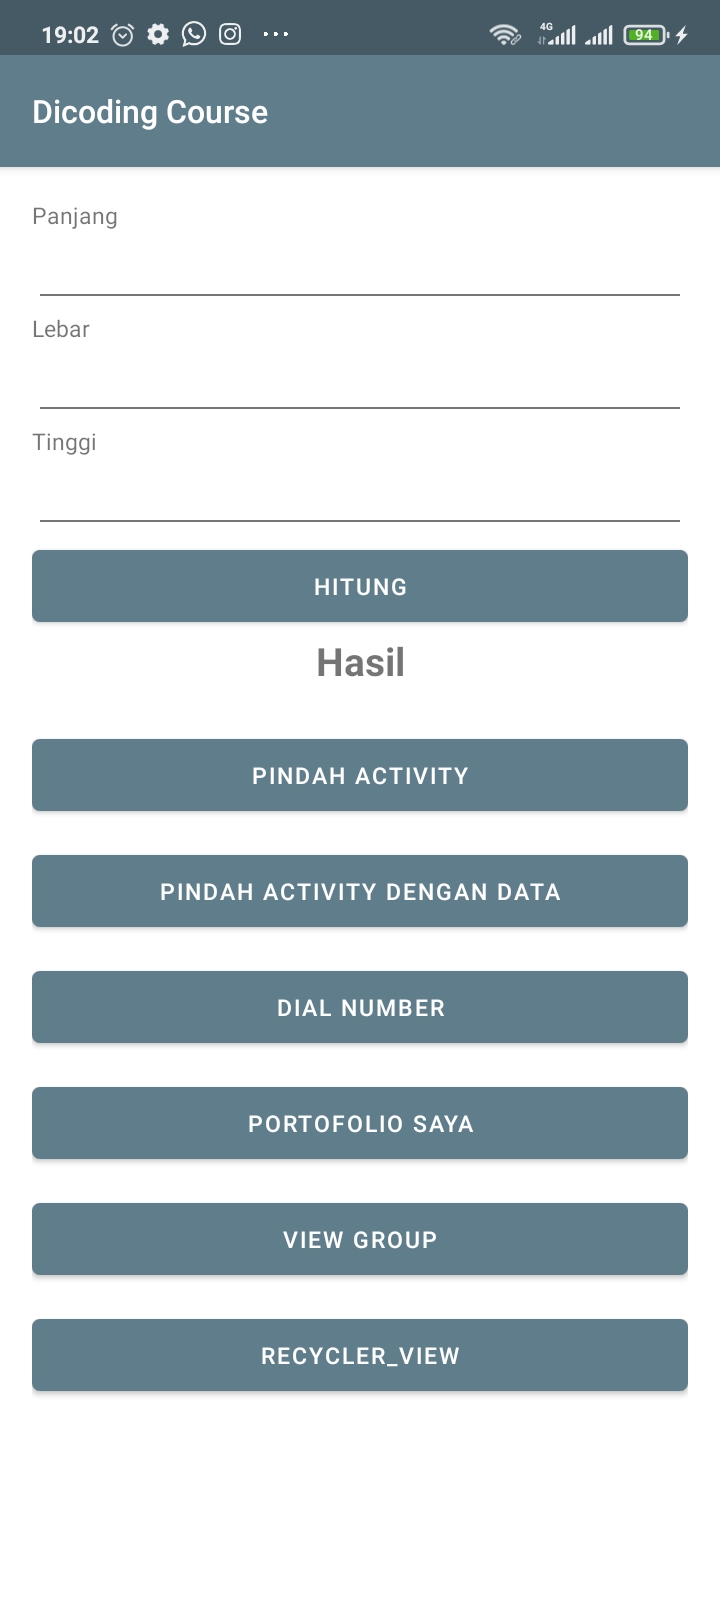 19:02
4G
94
Dicoding Course
Panjang
Lebar
Tinggi
HITUNG
Hasil
PINDAH ACTIVITY
PINDAH ACTIVITY DENGAN DATA
DIAL NUMBER
PORTOFOLIO SAYA
VIEW GROUP
RECYCLER_VIEW